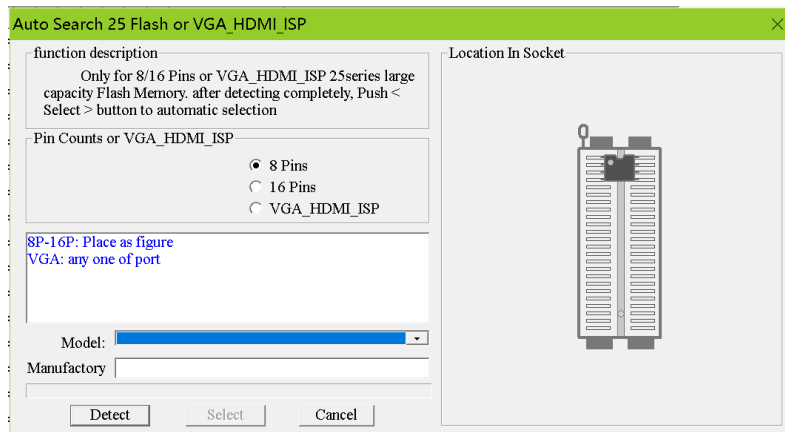 Auto Search 25 Flash or VGA_HDMI_ISP
function description
Only for 8/16 Pins or VGA_HDMI_ISP 25series large
capacity Flash Memory. after detecting completely, Push <
Select > button to automatic selection
Pin Counts or VGA_HDMI_ISP
8 Pins
16 Pins
VGA_HDMI_ISP
8P-16P: Place as figure
VGA: any one of port
Model:
Manufactory
Detect
Select
Cancel
Location In Socket